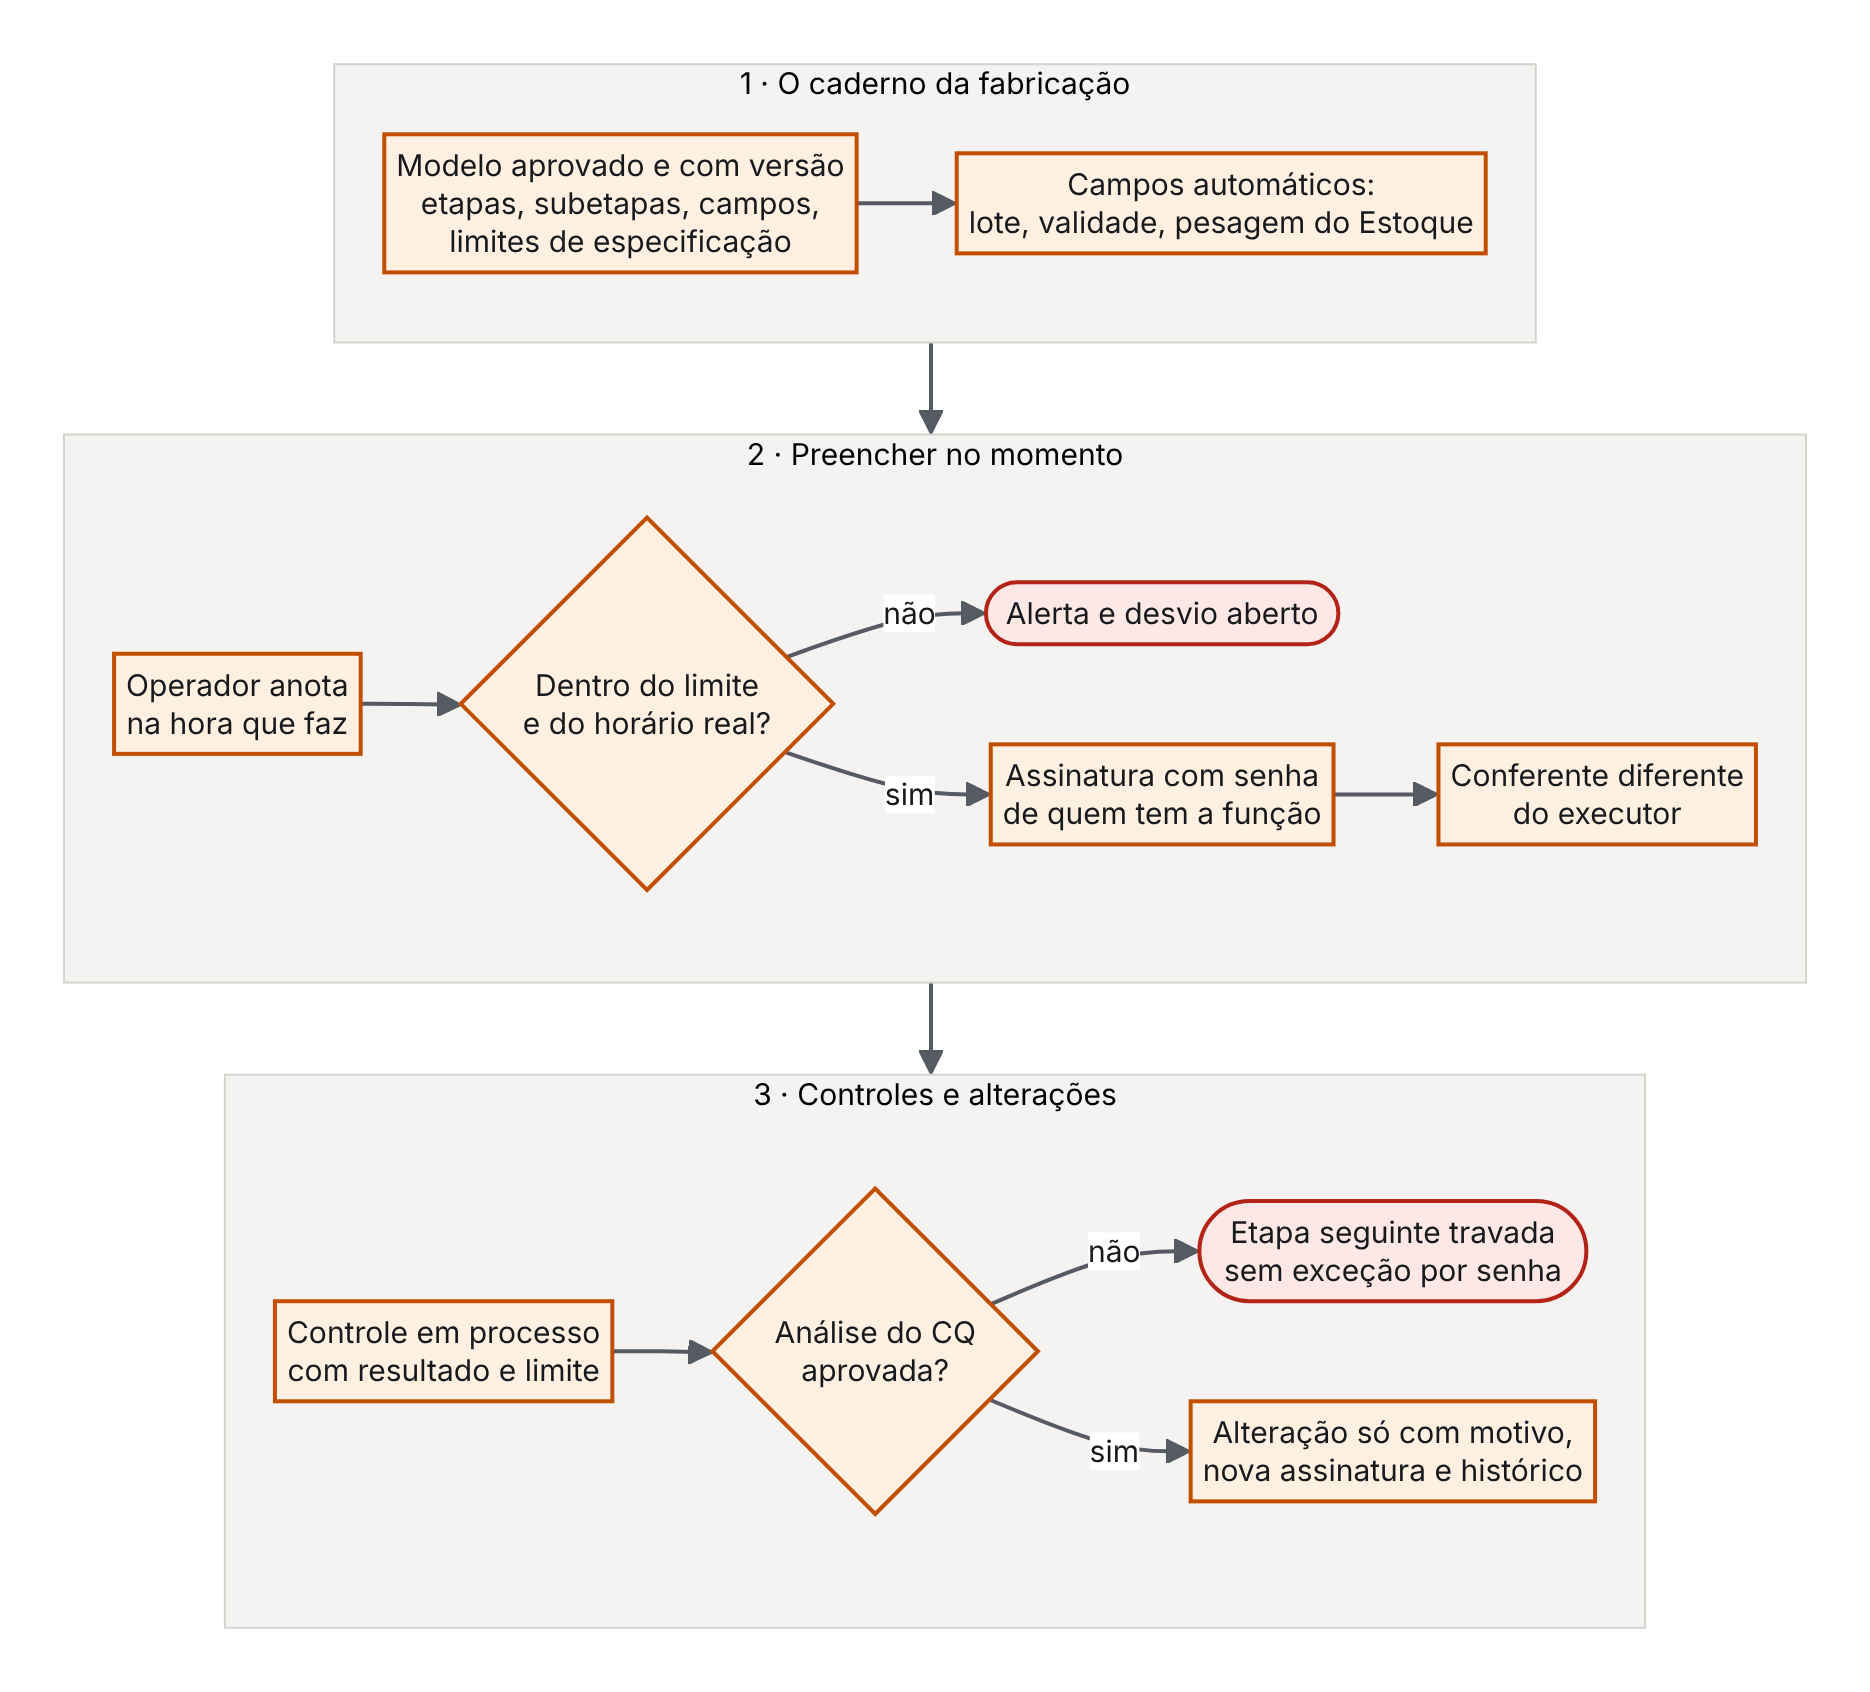 1 · O caderno da fabricação
Modelo aprovado e com versão
etapas, subetapas, campos,
limites de especificação
Campos automáticos:
lote, validade, pesagem do Estoque
2 · Preencher no momento
Operador anota
na hora que faz
Dentro do limite
e do horário real?
não
Alerta e desvio aberto
sim
Assinatura com senha
de quem tem a função
Conferente diferente
do executor
3 · Controles e alterações
Controle em processo
com resultado e limite
Análise do CQ
aprovada?
não
Etapa seguinte travada
sem exceção por senha
sim
Alteração só com motivo,
nova assinatura e histórico